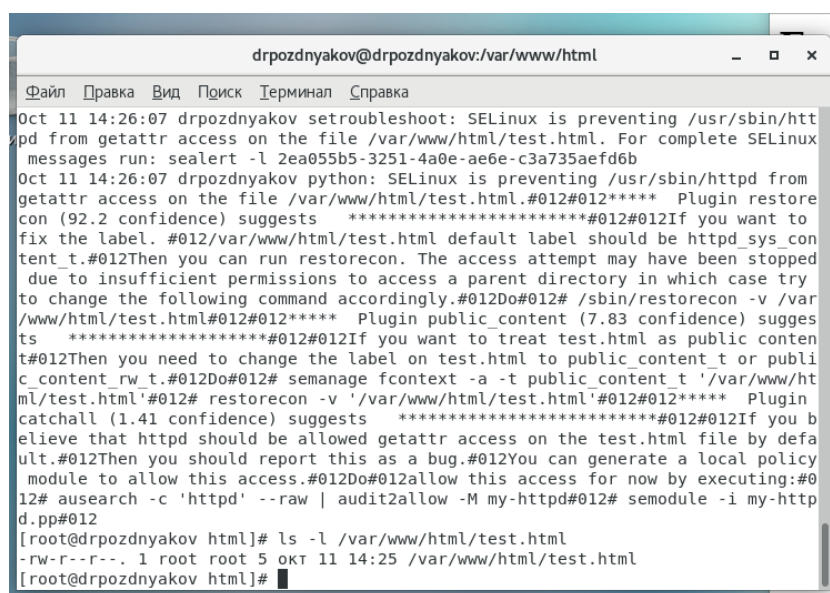 drpozdnyakov@drpozdnyakov:/var/www/html
Файл Правка Вид Поиск Терминал Справка
Oct 11 14:26:07 drpozdnyakov setroubleshoot: SELinux is preventing /usr/sbin/htt
pd from getattr access on the file /var/www/html/test.html. For complete SELinux
 messages run: sealert -l 2ea055b5-3251-4a0e-ae6e-c3a735aefd6b
Oct 11 14:26:07 drpozdnyakov python: SELinux is preventing /usr/sbin/httpd from
getattr access on the file /var/www/html/test.html.#012#012*****  Plugin restore
con (92.2 confidence) suggests   ************************#012#012If you want to
fix the label. #012/var/www/html/test.html default label should be httpd_sys_con
tent_t.#012Then you can run restorecon. The access attempt may have been stopped
 due to insufficient permissions to access a parent directory in which case try
to change the following command accordingly.#012Do#012# /sbin/restorecon -v /var
/www/html/test.html#012#012*****  Plugin public_content (7.83 confidence) sugges
ts   ********************#012#012If you want to treat test.html as public conten
t#012Then you need to change the label on test.html to public_content_t or publi
c_content_rw_t.#012Do#012# semanage fcontext -a -t public_content_t '/var/www/ht
ml/test.html'#012# restorecon -v '/var/www/html/test.html'#012#012*****  Plugin
catchall (1.41 confidence) suggests   **************************#012#012If you b
elieve that httpd should be allowed getattr access on the test.html file by defa
ult.#012Then you should report this as a bug.#012You can generate a local policy
 module to allow this access.#012Do#012allow this access for now by executing:#0
12# ausearch -c 'httpd' --raw | audit2allow -M my-httpd#012# semodule -i my-http
d.pp#012
[root@drpozdnyakov html]# ls -l /var/www/html/test.html
-rw-r--r--. 1 root root 5 окт 11 14:25 /var/www/html/test.html
[root@drpozdnyakov html]#